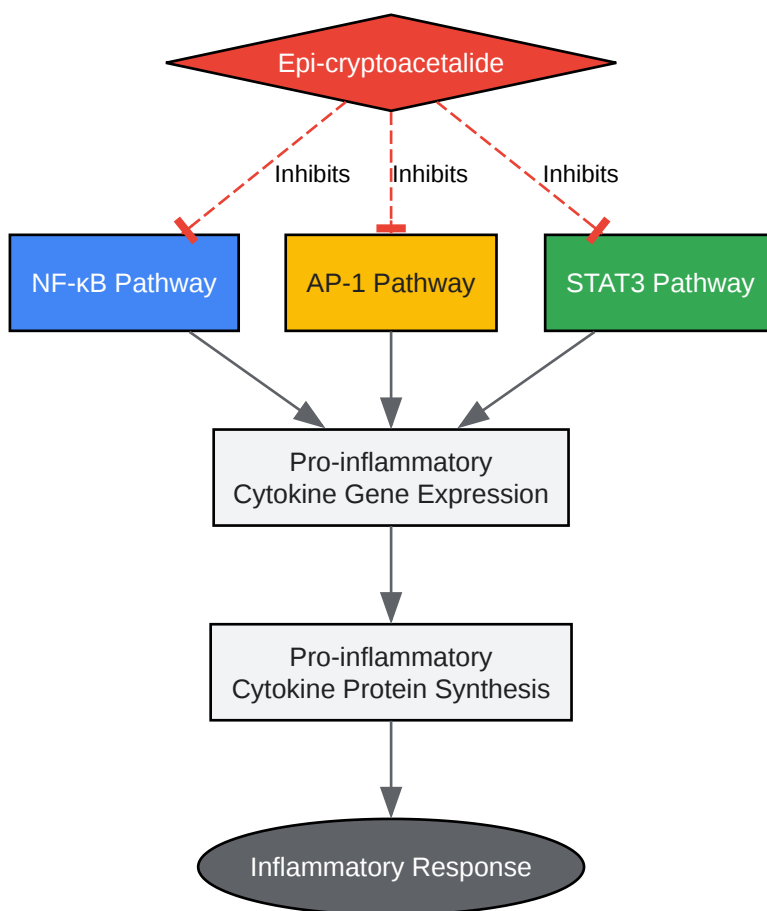 Epi-cryptoacetalide
Inhibits
Inhibits
Inhibits
NF-κB Pathway
AP-1 Pathway
STAT3 Pathway
Pro-inflammatory
Cytokine Gene Expression
Pro-inflammatory
Cytokine Protein Synthesis
Inflammatory Response